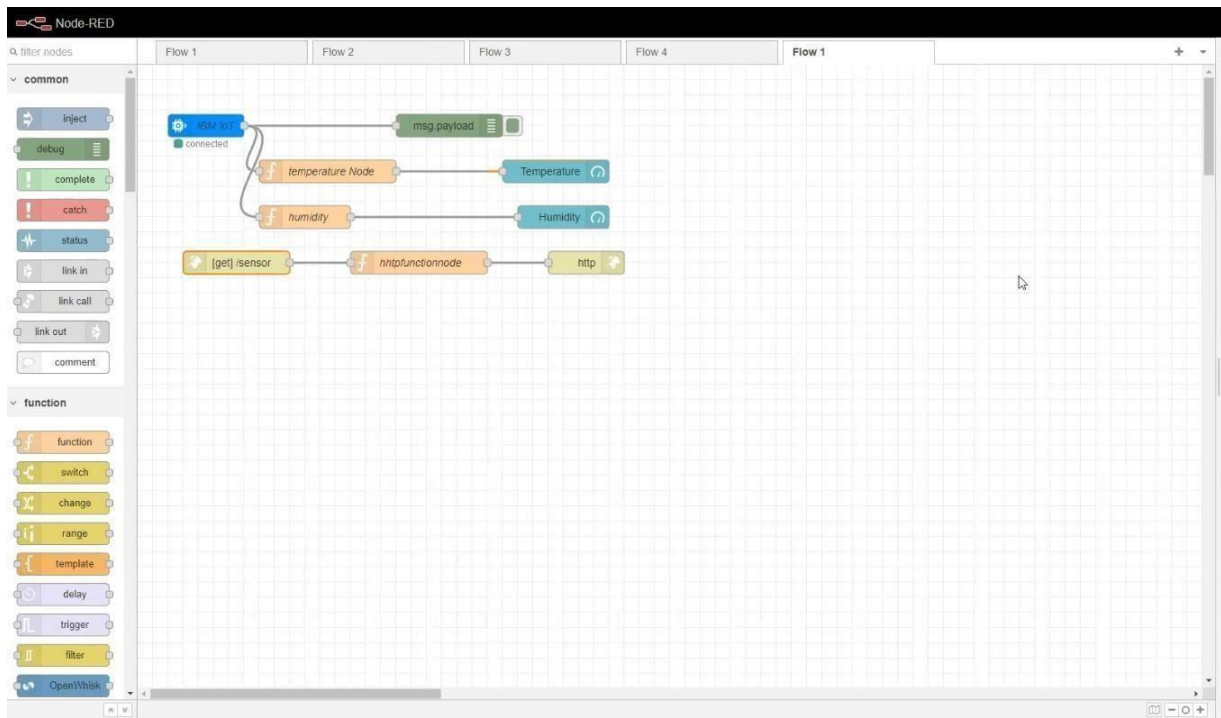 Node-RED
filter nodes
Flow 1
Flow 2
Flow 3
Flow 4
Flow 1
common
inject
debug
complete
catch
status
link in
link call
link out
comment
function
function
switch
change
range
template
delay
trigger
filter
OpenWhisk
IBM IoT
connected
msg.payload
temperature Node
Temperature
humidity
Humidity
[get] /sensor
hhtpfunctionnode
http